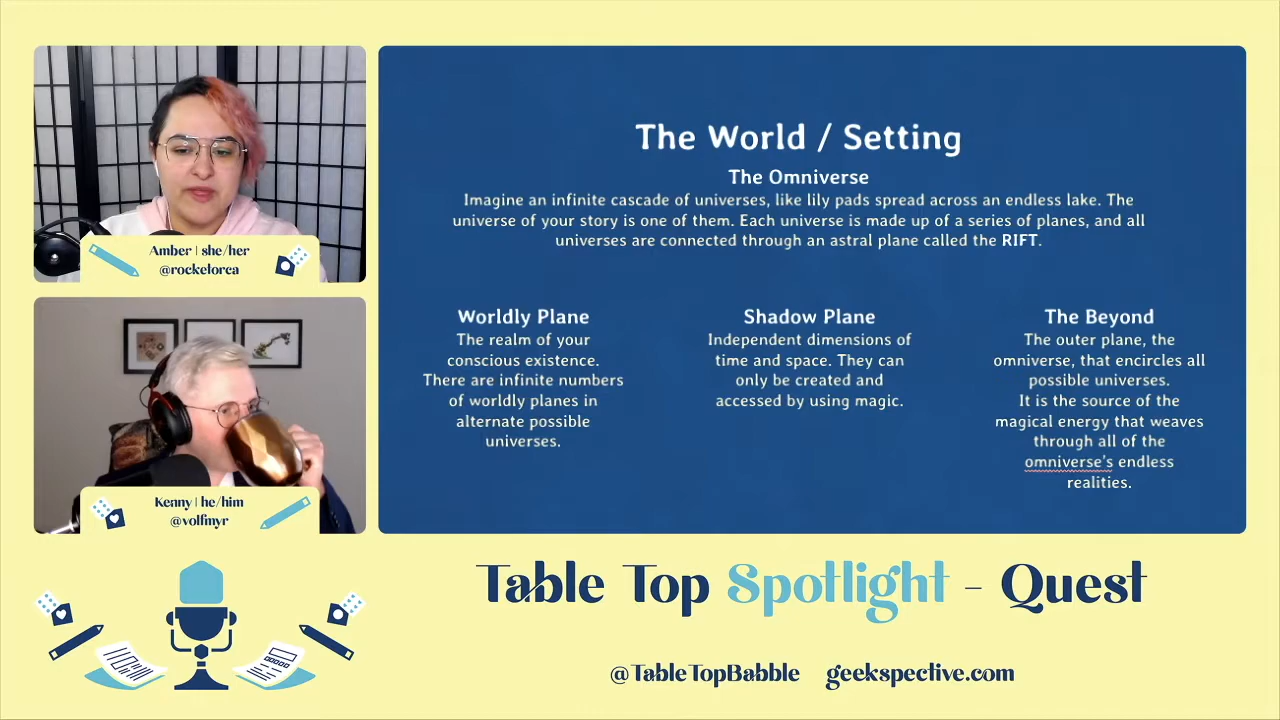 Amber | she/her
@rocketorca
Kenny | he/him
@volfmyr
The World / Setting
The Omniverse
Imagine an infinite cascade of universes, like lily pads spread across an endless lake. The
universe of your story is one of them. Each universe is made up of a series of planes, and all
universes are connected through an astral plane called the RIFT.
Worldly Plane
The realm of your
conscious existence.
There are infinite numbers
of worldly planes in
alternate possible
universes.
Shadow Plane
Independent dimensions of
time and space. They can
only be created and
accessed by using magic.
The Beyond
The outer plane, the
omniverse, that encircles all
possible universes.
It is the source of the
magical energy that weaves
through all of the
omniverse's endless
realities.
Table Top Spotlight - Quest
@TableTopBabble geekspective.com